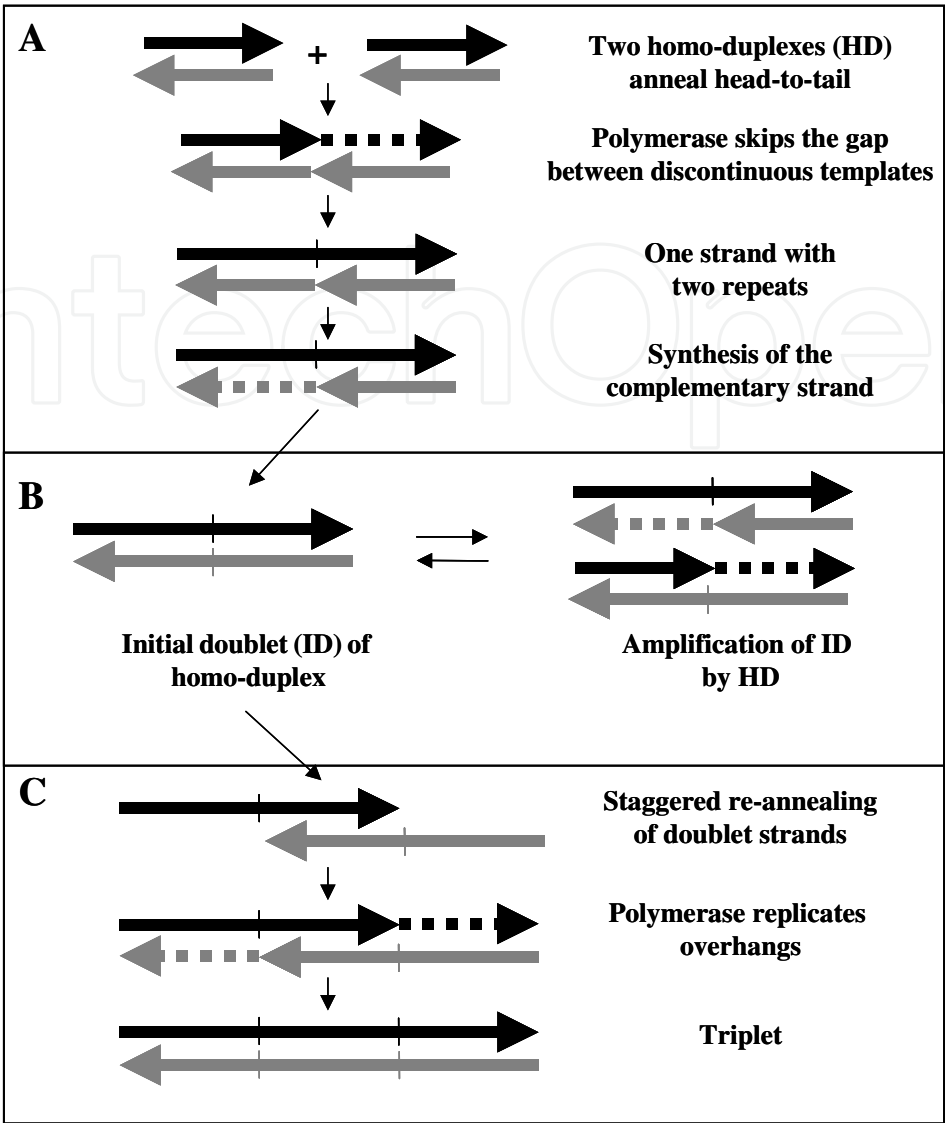 A
+
Two homo-duplexes (HD)
anneal head-to-tail
Polymerase skips the gap
between discontinuous templates
One strand with
two repeats
Synthesis of the
complementary strand
ntechOpe
B
Initial doublet (ID) of
homo-duplex
Amplification of ID
by HD
C
Staggered re-annealing
of doublet strands
Polymerase replicates
overhangs
Triplet